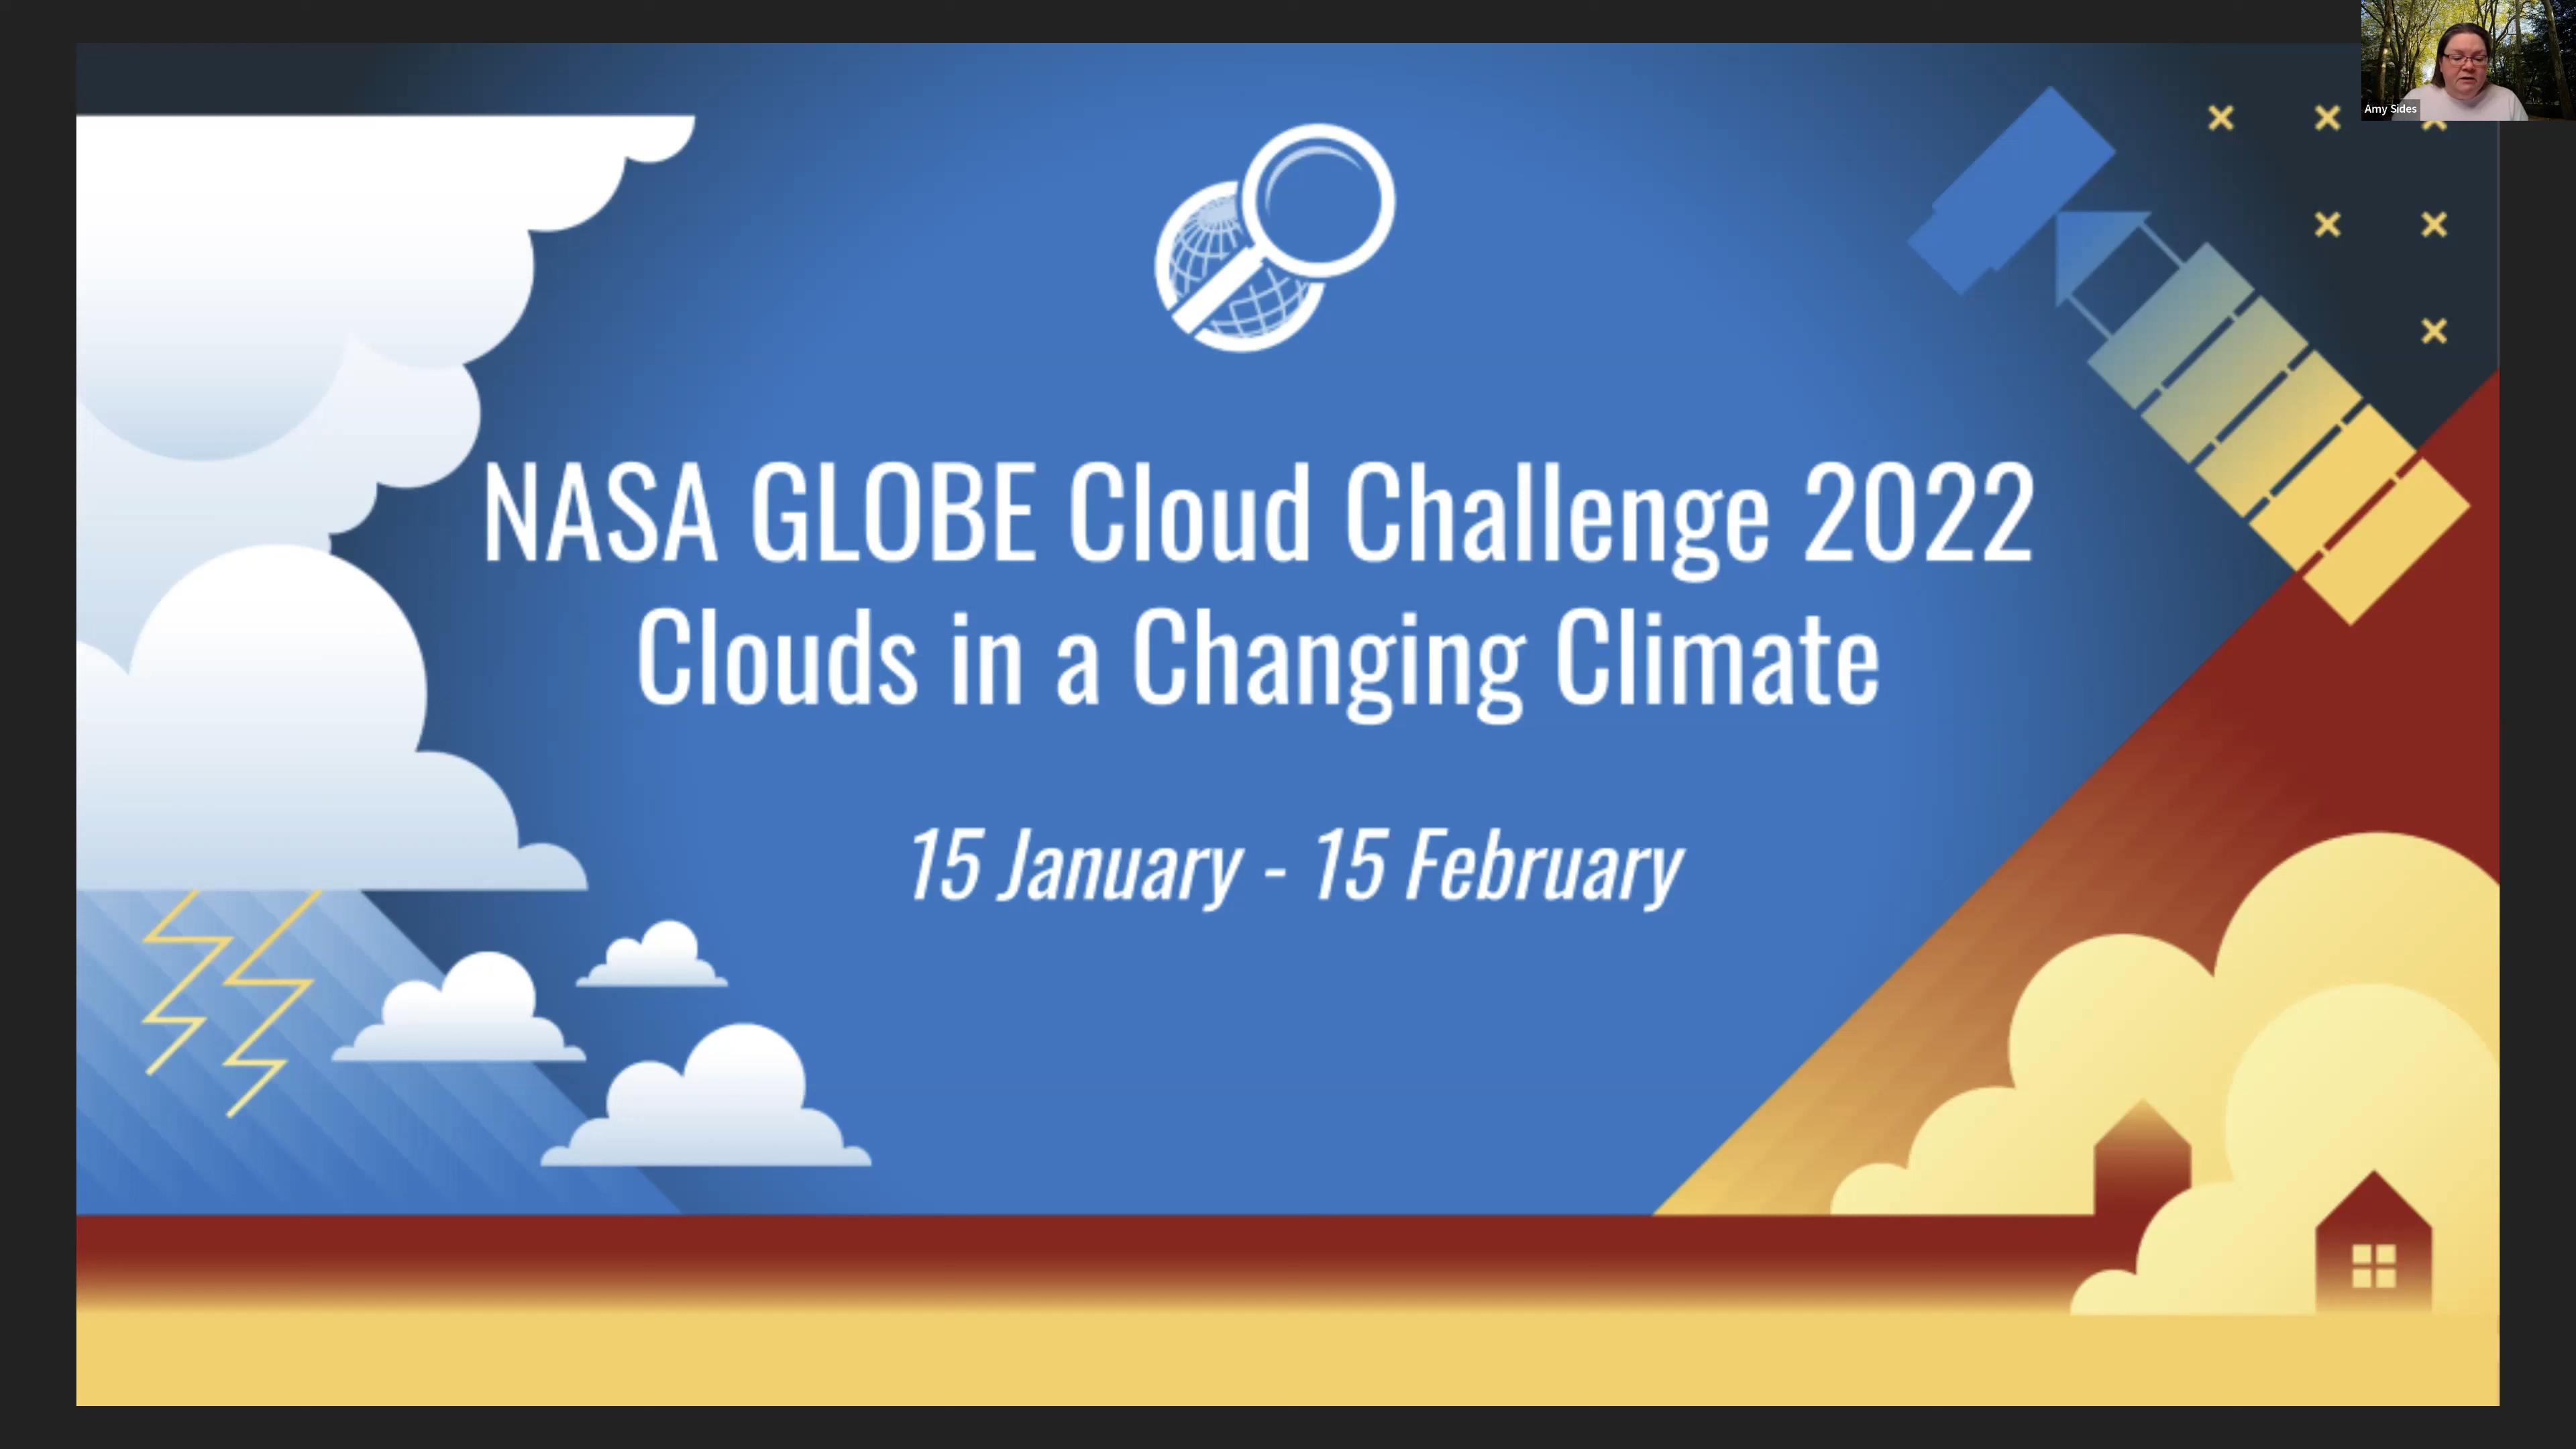 Amy Sides
NASA GLOBE Cloud Challenge 2022
Clouds in a Changing Climate
15 January - 15 February